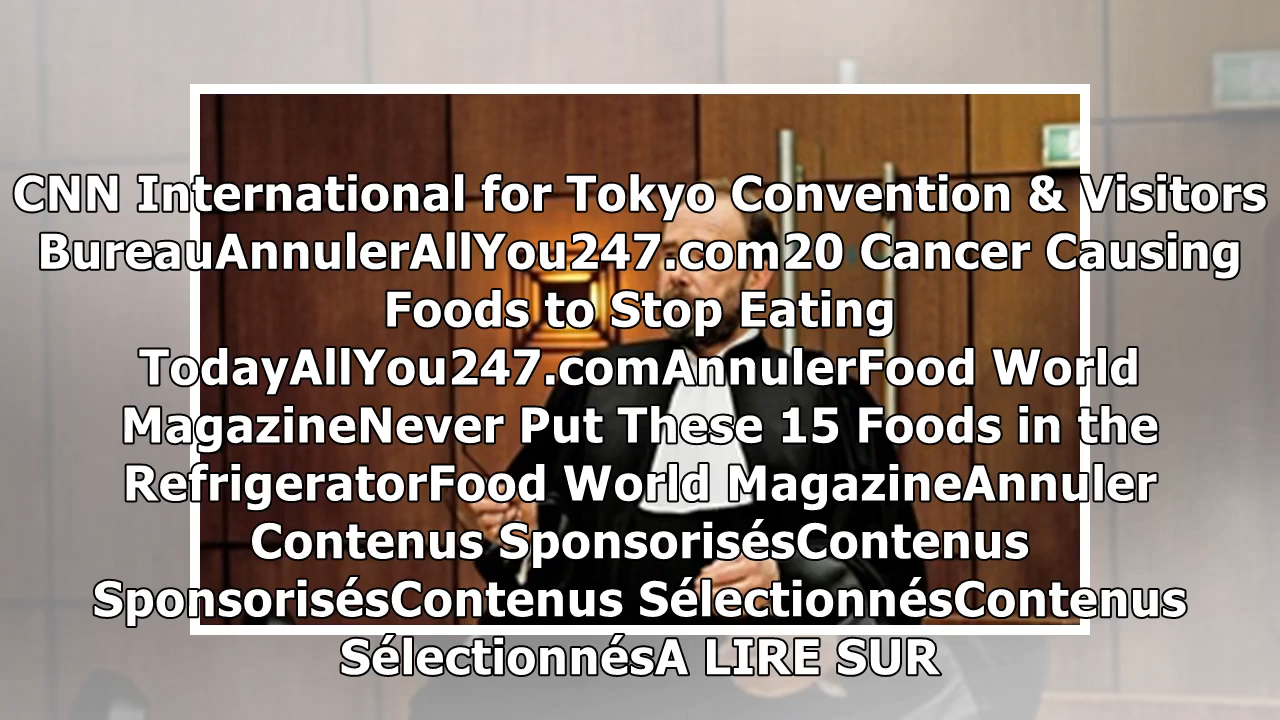 CNN International for Tokyo Convention & Visitors
BureauAnnulerAllYou247.com20 Cancer Causing
Foods to Stop Eating
TodayAllYou247.comAnnulerFood World
MagazineNever Put These 15 Foods in the
RefrigeratorFood World MagazineAnnuler
Contenus SponsorisésContenus
SponsorisésContenus SélectionnésContenus
SélectionnésA LIRE SUR